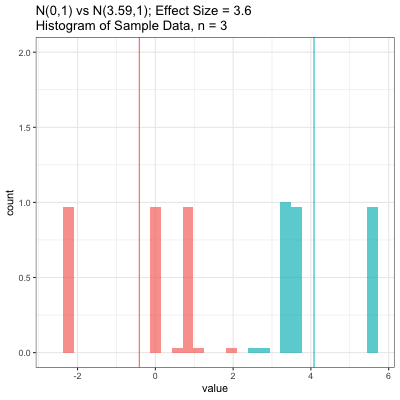 N(0,1) vs N(3.59,1); Effect Size = 3.6
Histogram of Sample Data, n = 3
2.0
1.5
1.0
0.5
0.0
count
-2
0
2
4
6
value